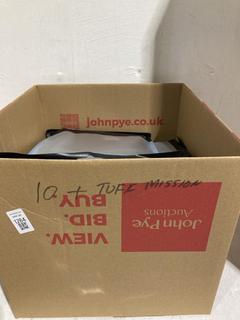 johnpye.co.uk
10 + TUFF MISSION
John Pye
Auctions
VIEW.
BID.
BUY